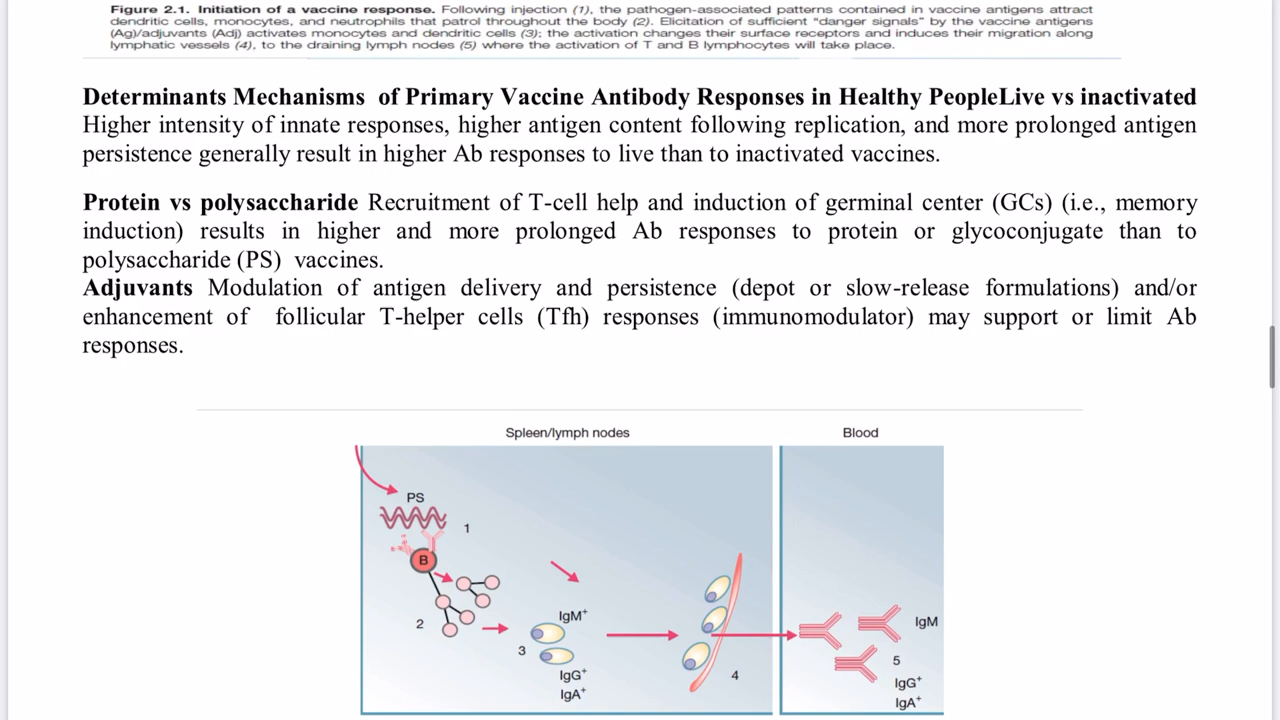 Figure 2.1. Initiation of a vaccine response. Following injection (1), the pathogen-associated patterns contained in vaccine antigens attract
dendritic cells, monocytes, and neutrophils that patrol throughout the body (2). Elicitation of sufficient “danger signals” by the vaccine antigens
(Ag)/adjuvants (Adj) activates monocytes and dendritic cells (3); the activation changes their surface receptors and induces their migration along
lymphatic vessels (4), to the draining lymph nodes (5) where the activation of T and B lymphocytes will take place.
Determinants Mechanisms of Primary Vaccine Antibody Responses in Healthy PeopleLive vs inactivated
Higher intensity of innate responses, higher antigen content following replication, and more prolonged antigen
persistence generally result in higher Ab responses to live than to inactivated vaccines.
Protein vs polysaccharide Recruitment of T-cell help and induction of germinal center (GCs) (i.e., memory
induction) results in higher and more prolonged Ab responses to protein or glycoconjugate than to
polysaccharide (PS) vaccines.
Adjuvants Modulation of antigen delivery and persistence (depot or slow-release formulations) and/or
enhancement of follicular T-helper cells (Tfh) responses (immunomodulator) may support or limit Ab
responses.
Spleen/lymph nodes
Blood
PS
1
B
2
IgM+
3
IgG+
IgA+
4
IgM
5
IgG+
IgA+